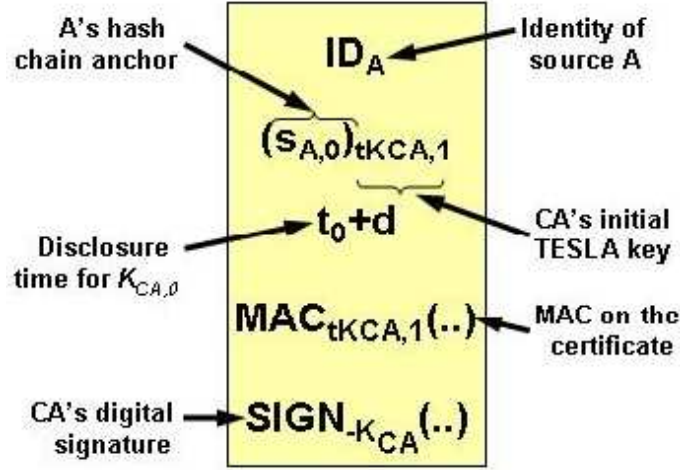 A's hash
chain anchor
ID_A
Identity of
source A
(s_A,0)_tKCA,1
t_0+d
Disclosure
time for K_CA,0
CA's initial
TESLA key
MAC_tKCA,1(..)
MAC on the
certificate
CA's digital
signature
SIGN_-K_CA(..)